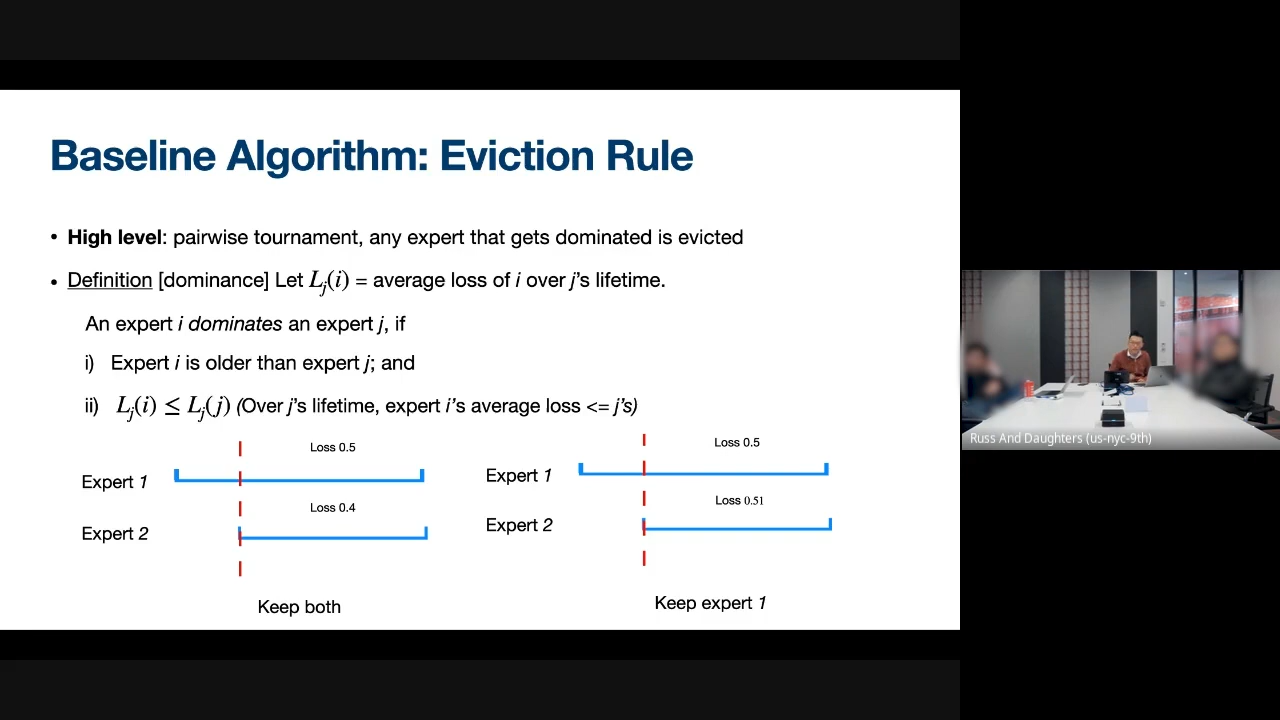 Baseline Algorithm: Eviction Rule
• High level: pairwise tournament, any expert that gets dominated is evicted
• Definition [dominance] Let L_j(i) = average loss of i over j's lifetime.
An expert i dominates an expert j, if
i) Expert i is older than expert j; and
ii) L_j(i) ≤ L_j(j) (Over j's lifetime, expert i's average loss <= j's)
Loss 0.5
Expert 1
Loss 0.4
Expert 2
Keep both
Loss 0.5
Expert 1
Loss 0.51
Expert 2
Keep expert 1
Russ And Daughters (us-nyc-9th)